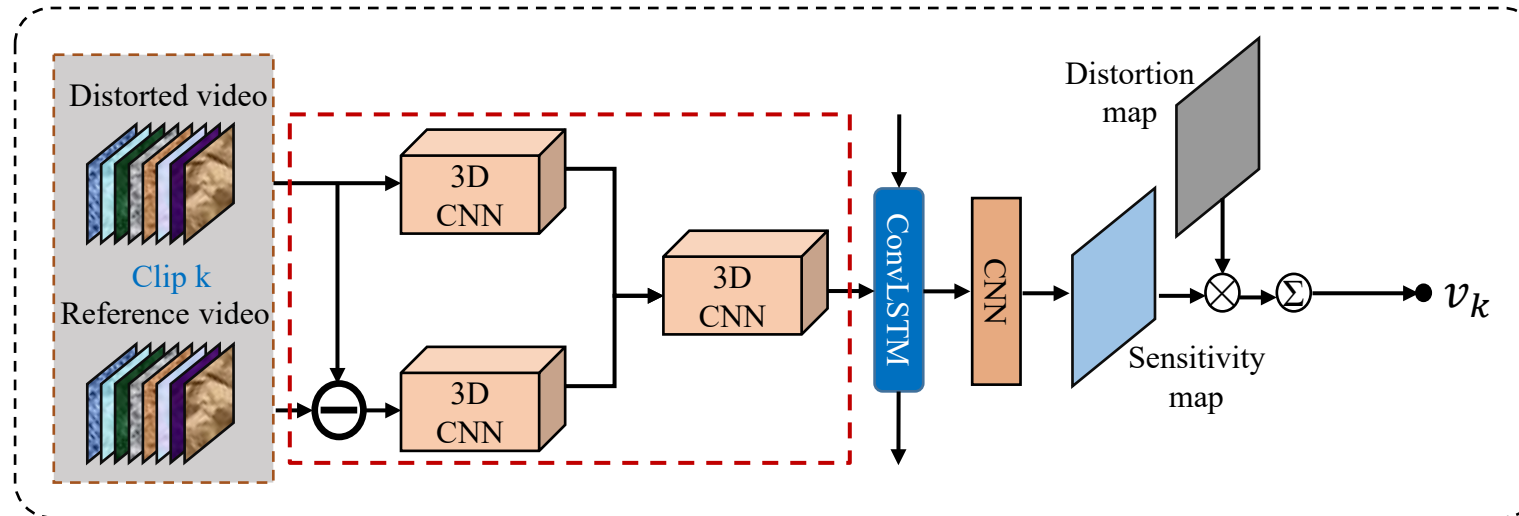 Distorted video
Clip k
Reference video
3D
CNN
3D
CNN
3D
CNN
ConvLSTM
CNN
Distortion
map
Sensitivity
map
Σ
v_k